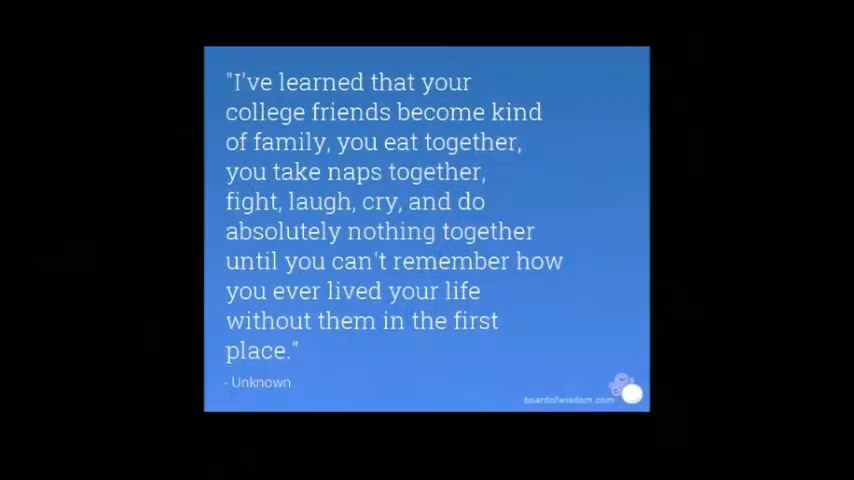 "I've learned that your
college friends become kind
of family, you eat together,
you take naps together,
fight, laugh, cry, and do
absolutely nothing together
until you can't remember how
you ever lived your life
without them in the first
place."
- Unknown
boardofwisdom.com